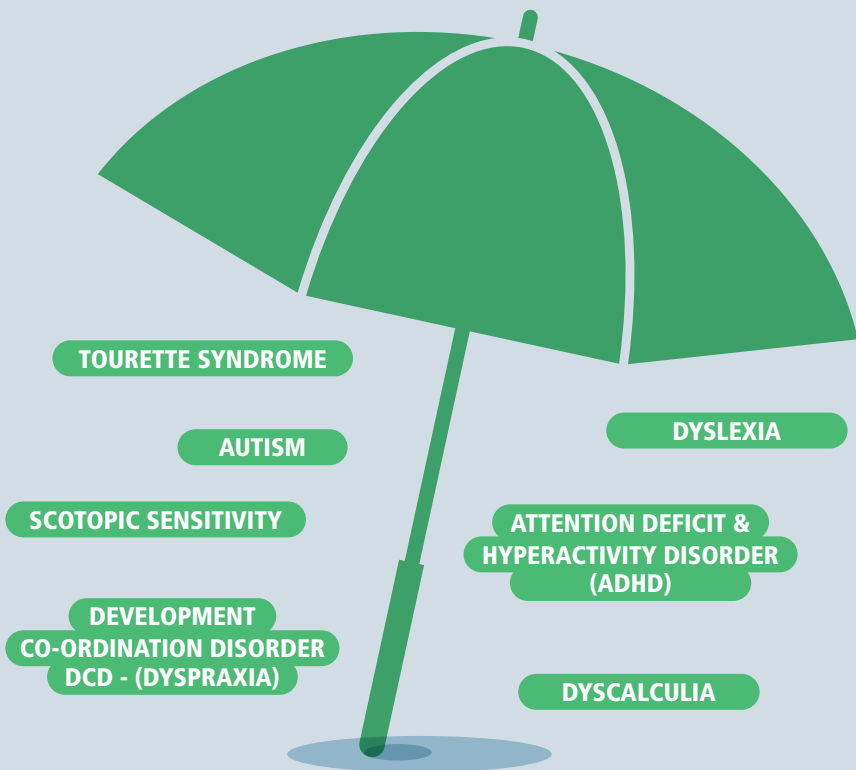 TOURETTE SYNDROME
AUTISM
SCOTOPIC SENSITIVITY
DEVELOPMENT
CO-ORDINATION DISORDER
DCD - (DYSPRAXIA)
DYSLEXIA
ATTENTION DEFICIT &
HYPERACTIVITY DISORDER
(ADHD)
DYSCALCULIA